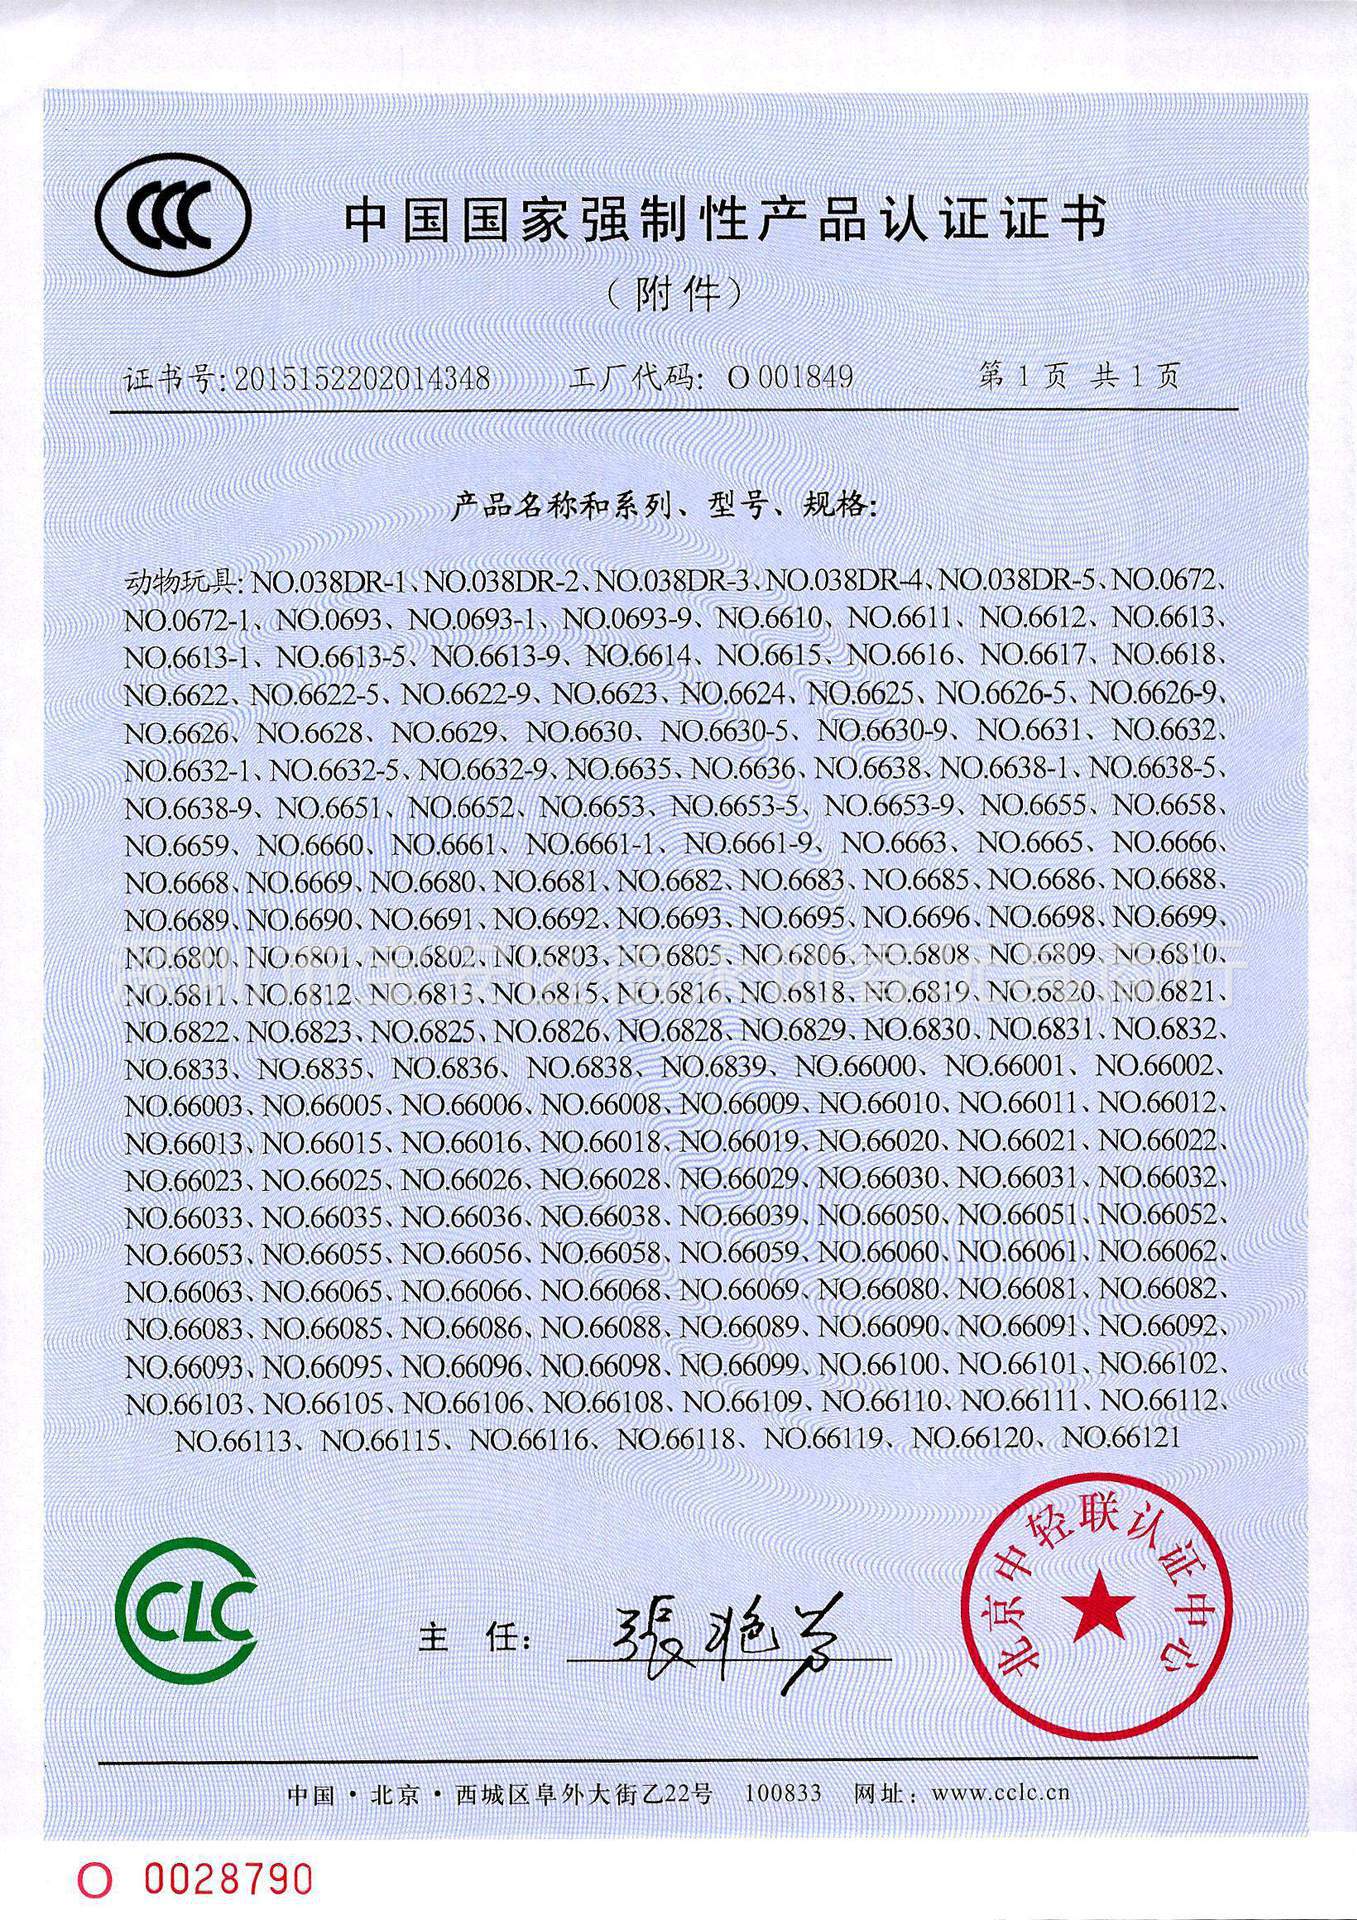 CCC
中国国家强制性产品认证证书
（附件）
证书号:2015152202014348 工厂代码: O 001849 第 1 页 共 1 页
产品名称和系列、型号、规格:
动物玩具: NO.038DR-1、NO.038DR-2、NO.038DR-3、NO.038DR-4、NO.038DR-5、NO.0672、
NO.0672-1、NO.0693、NO.0693-1、NO.0693-9、NO.6610、NO.6611、NO.6612、NO.6613、
NO.6613-1、NO.6613-5、NO.6613-9、NO.6614、NO.6615、NO.6616、NO.6617、NO.6618、
NO.6622、NO.6622-5、NO.6622-9、NO.6623、NO.6624、NO.6625、NO.6626-5、NO.6626-9、
NO.6626、NO.6628、NO.6629、NO.6630、NO.6630-5、NO.6630-9、NO.6631、NO.6632、
NO.6632-1、NO.6632-5、NO.6632-9、NO.6635、NO.6636、NO.6638、NO.6638-1、NO.6638-5、
NO.6638-9、NO.6651、NO.6652、NO.6653、NO.6653-5、NO.6653-9、NO.6655、NO.6658、
NO.6659、NO.6660、NO.6661、NO.6661-1、NO.6661-9、NO.6663、NO.6665、NO.6666、
NO.6668、NO.6669、NO.6680、NO.6681、NO.6682、NO.6683、NO.6685、NO.6686、NO.6688、
NO.6689、NO.6690、NO.6691、NO.6692、NO.6693、NO.6695、NO.6696、NO.6698、NO.6699、
NO.6800、NO.6801、NO.6802、NO.6803、NO.6805、NO.6806、NO.6808、NO.6809、NO.6810、
NO.6811、NO.6812、NO.6813、NO.6815、NO.6816、NO.6818、NO.6819、NO.6820、NO.6821、
NO.6822、NO.6823、NO.6825、NO.6826、NO.6828、NO.6829、NO.6830、NO.6831、NO.6832、
NO.6833、NO.6835、NO.6836、NO.6838、NO.6839、NO.66000、NO.66001、NO.66002、
NO.66003、NO.66005、NO.66006、NO.66008、NO.66009、NO.66010、NO.66011、NO.66012、
NO.66013、NO.66015、NO.66016、NO.66018、NO.66019、NO.66020、NO.66021、NO.66022、
NO.66023、NO.66025、NO.66026、NO.66028、NO.66029、NO.66030、NO.66031、NO.66032、
NO.66033、NO.66035、NO.66036、NO.66038、NO.66039、NO.66050、NO.66051、NO.66052、
NO.66053、NO.66055、NO.66056、NO.66058、NO.66059、NO.66060、NO.66061、NO.66062、
NO.66063、NO.66065、NO.66066、NO.66068、NO.66069、NO.66080、NO.66081、NO.66082、
NO.66083、NO.66085、NO.66086、NO.66088、NO.66089、NO.66090、NO.66091、NO.66092、
NO.66093、NO.66095、NO.66096、NO.66098、NO.66099、NO.66100、NO.66101、NO.66102、
NO.66103、NO.66105、NO.66106、NO.66108、NO.66109、NO.66110、NO.66111、NO.66112、
NO.66113、NO.66115、NO.66116、NO.66118、NO.66119、NO.66120、NO.66121
北京中轻联认证中心
CLC
主 任: 張艳芬
中国·北京·西城区阜外大街乙22号 100833 网址: www.cclc.cn
O 0028790